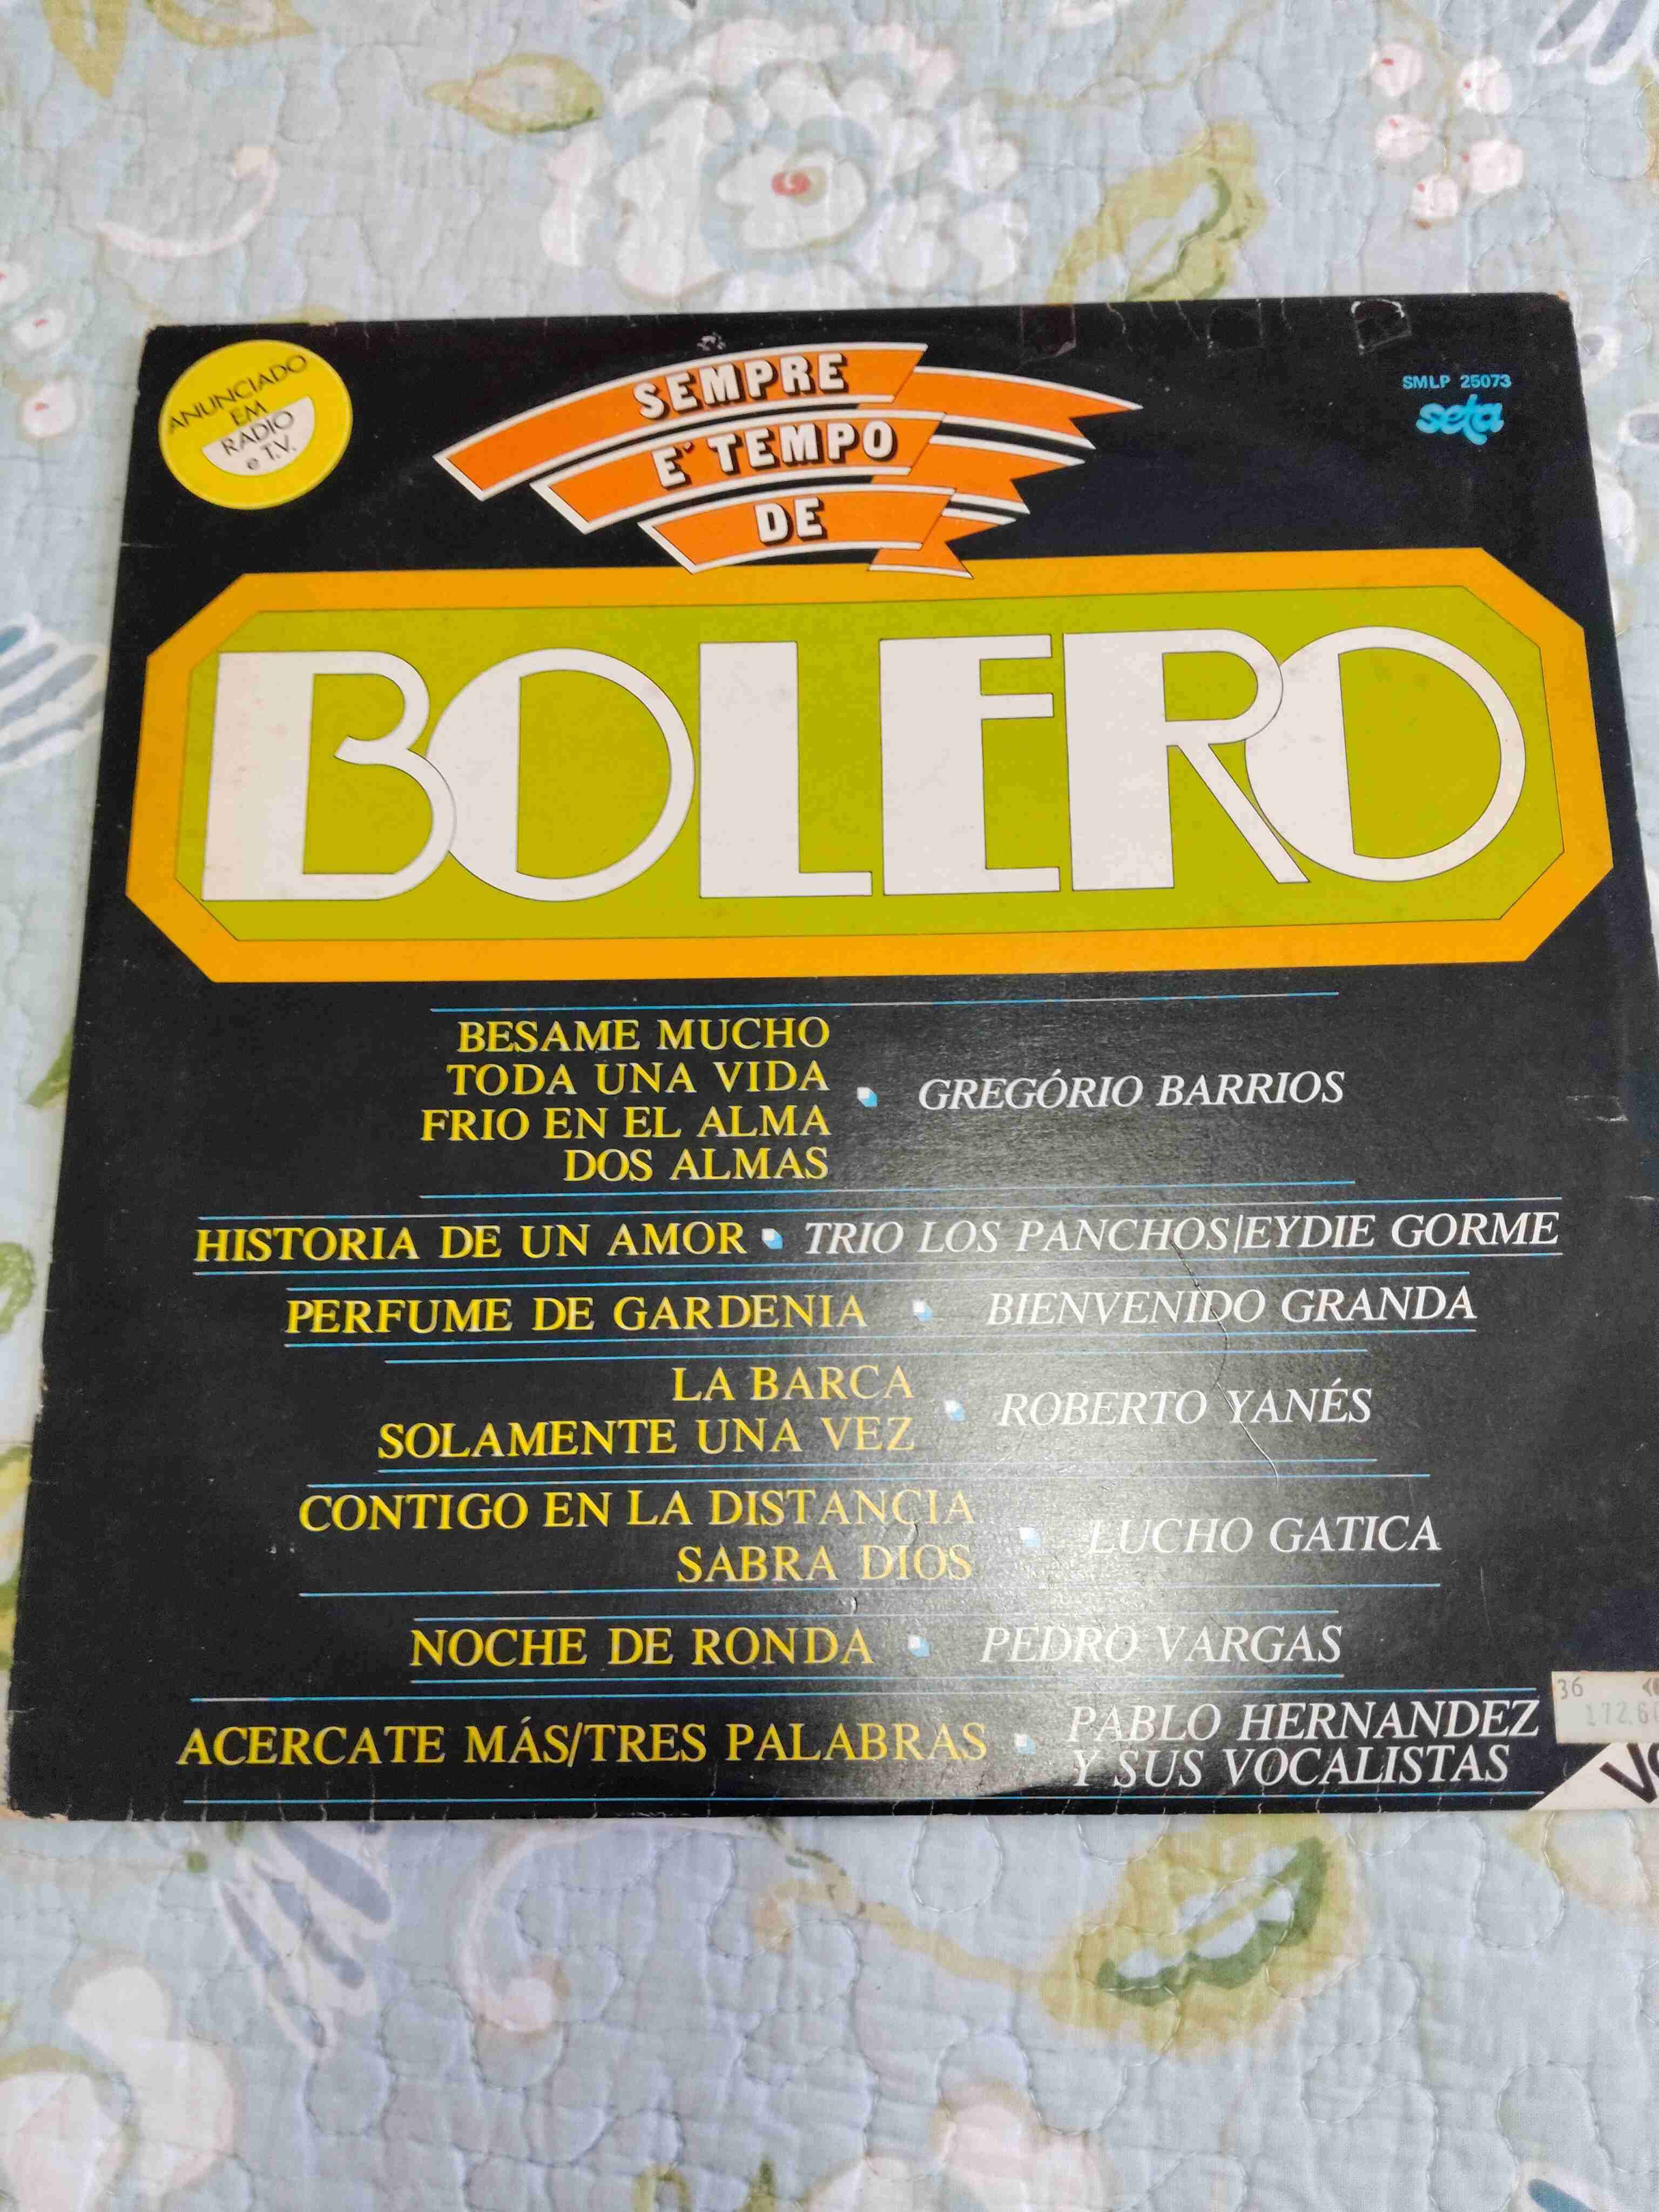 ANUNCIADO
EM
RADIO
e T.V.
SEMPRE
E' TEMPO
DE
SMLP 25073
seta
BOLERO
BESAME MUCHO
TODA UNA VIDA
FRIO EN EL ALMA
DOS ALMAS
GREGÓRIO BARRIOS
HISTORIA DE UN AMOR TRIO LOS PANCHOS/EYDIE GORME
PERFUME DE GARDENIA BIENVENIDO GRANDA
LA BARCA
SOLAMENTE UNA VEZ
ROBERTO YANÉS
CONTIGO EN LA DISTANCIA
SABRA DIOS
LUCHO GATICA
NOCHE DE RONDA PEDRO VARGAS
ACERCATE MÁS/TRES PALABRAS
PABLO HERNANDEZ
Y SUS VOCALISTAS
36